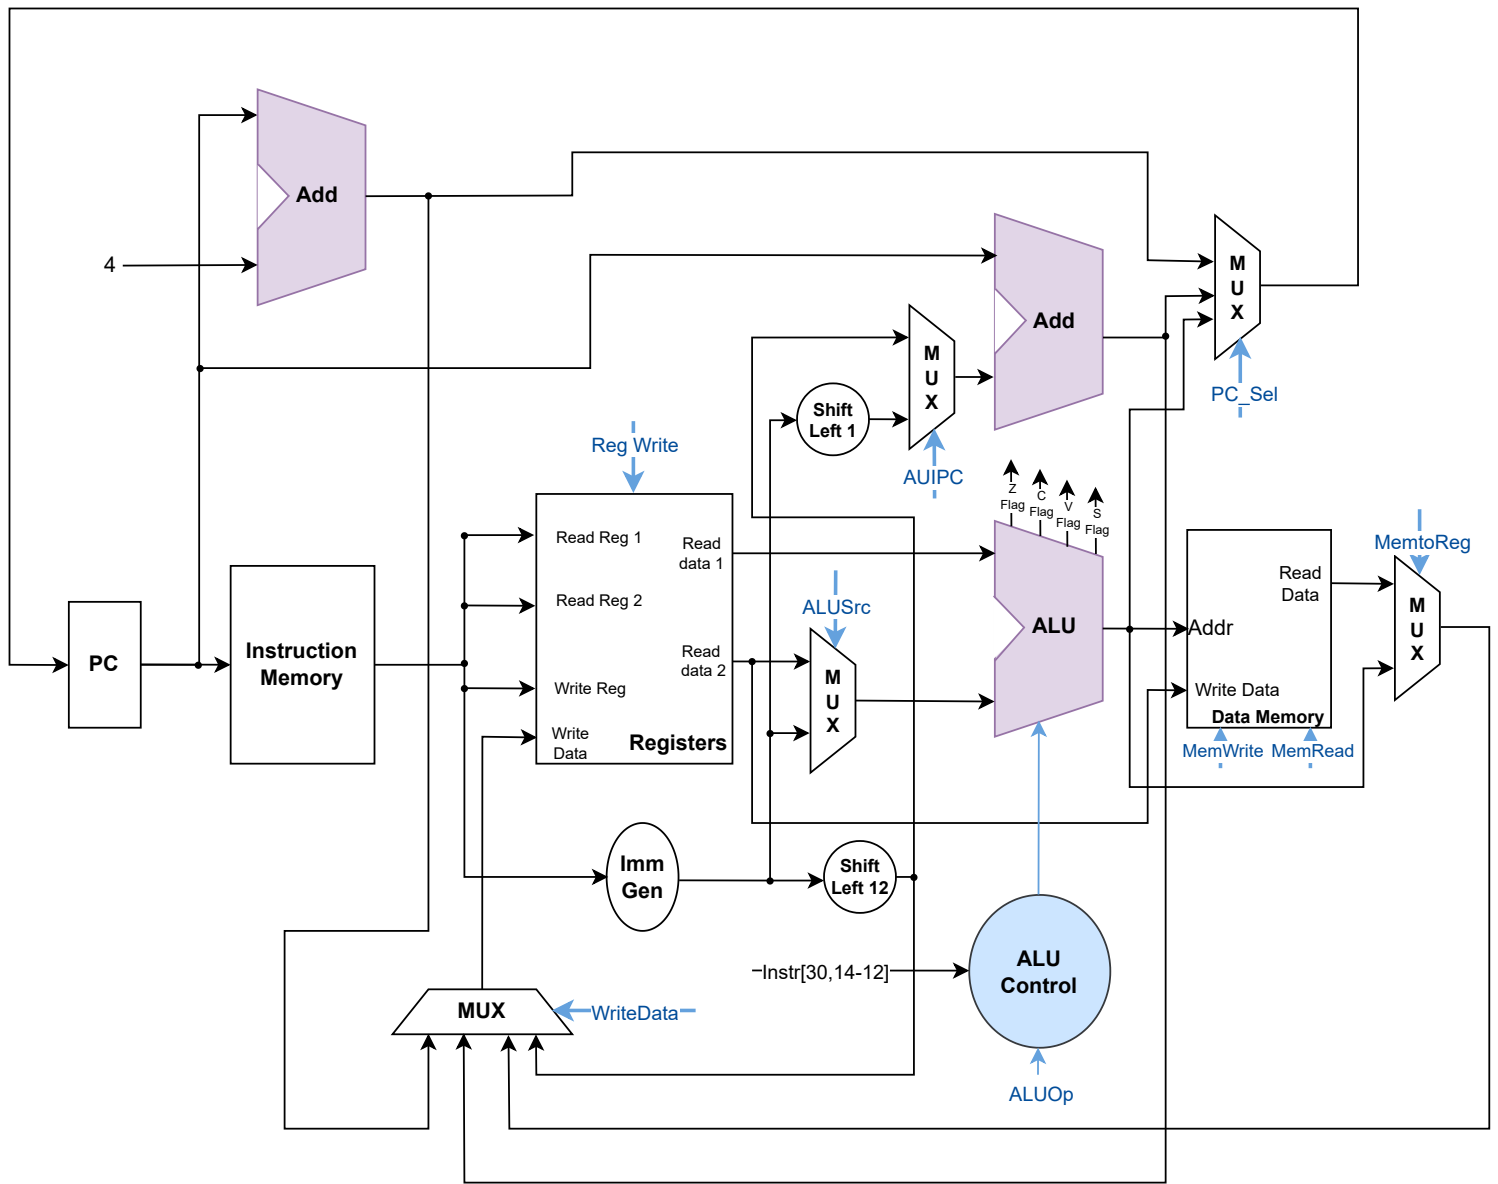 Add
4
M
U
X
PC_Sel
Add
M
U
X
Shift
Left 1
AUIPC
Reg Write
Z
Flag
C
Flag
V
Flag
S
Flag
Read Reg 1
Read
data 1
Read Reg 2
Read
data 2
Write Reg
Write
Data
Registers
ALUSrc
M
U
X
ALU
MemtoReg
Read
Data
Addr
Write Data
Data Memory
MemWrite
MemRead
M
U
X
PC
Instruction
Memory
Imm
Gen
Shift
Left 12
Instr[30,14-12]
ALU
Control
ALUOp
MUX
WriteData